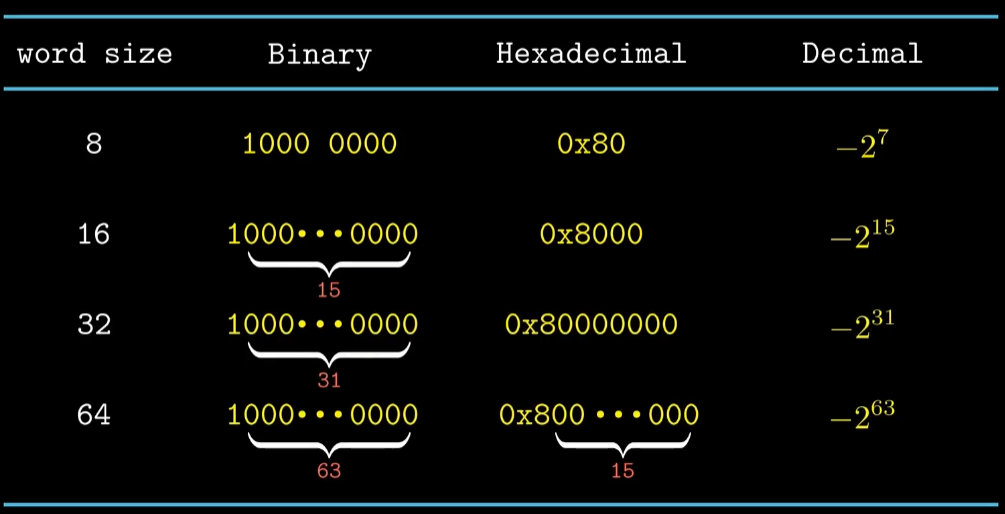 word size Binary Hexadecimal Decimal
8 1000 0000 0x80 −2^7
16 1000•••0000 0x8000 −2^15
15
32 1000•••0000 0x80000000 −2^31
31
64 1000•••0000 0x800•••000 −2^63
63 15